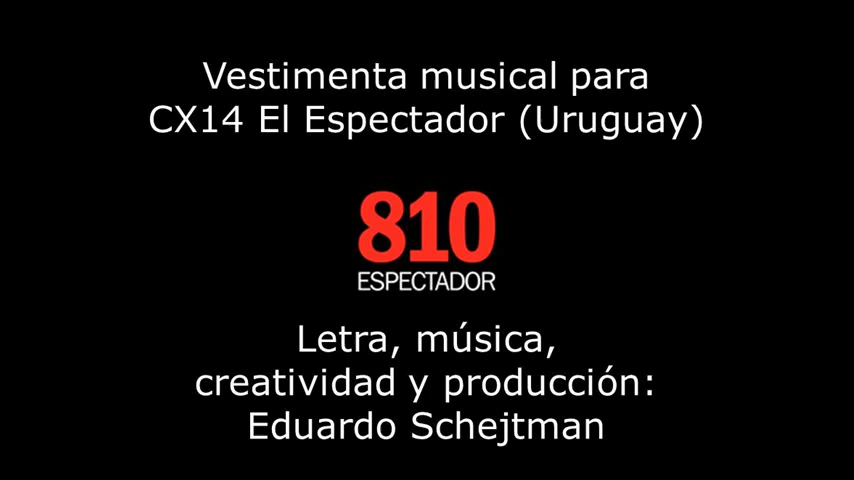 Vestimenta musical para
CX14 El Espectador (Uruguay)
810
ESPECTADOR
Letra, música,
creatividad y producción:
Eduardo Schejtman